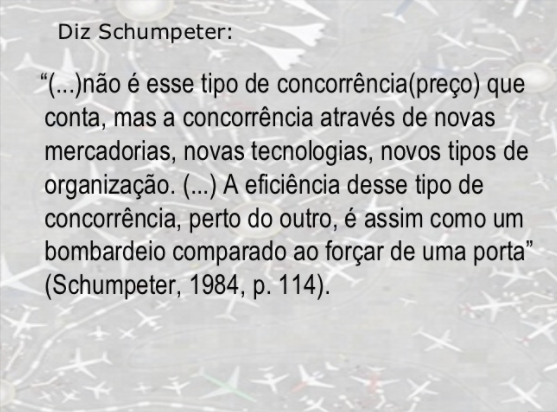 Diz Schumpeter:
“(...)não é esse tipo de concorrência(preço) que
conta, mas a concorrência através de novas
mercadorias, novas tecnologias, novos tipos de
organização. (...) A eficiência desse tipo de
concorrência, perto do outro, é assim como um
bombardeio comparado ao forçar de uma porta”
(Schumpeter, 1984, p. 114).